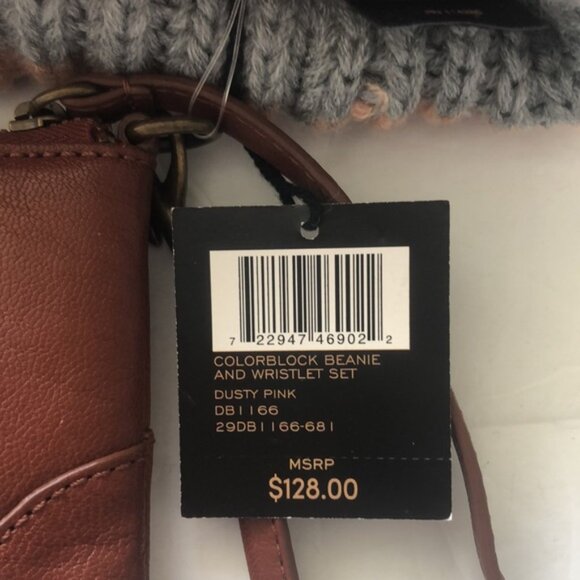 7 22947 46902 2
COLORBLOCK BEANIE
AND WRISTLET SET
DUSTY PINK
DB1166
29DB1166-681
MSRP
$128.00